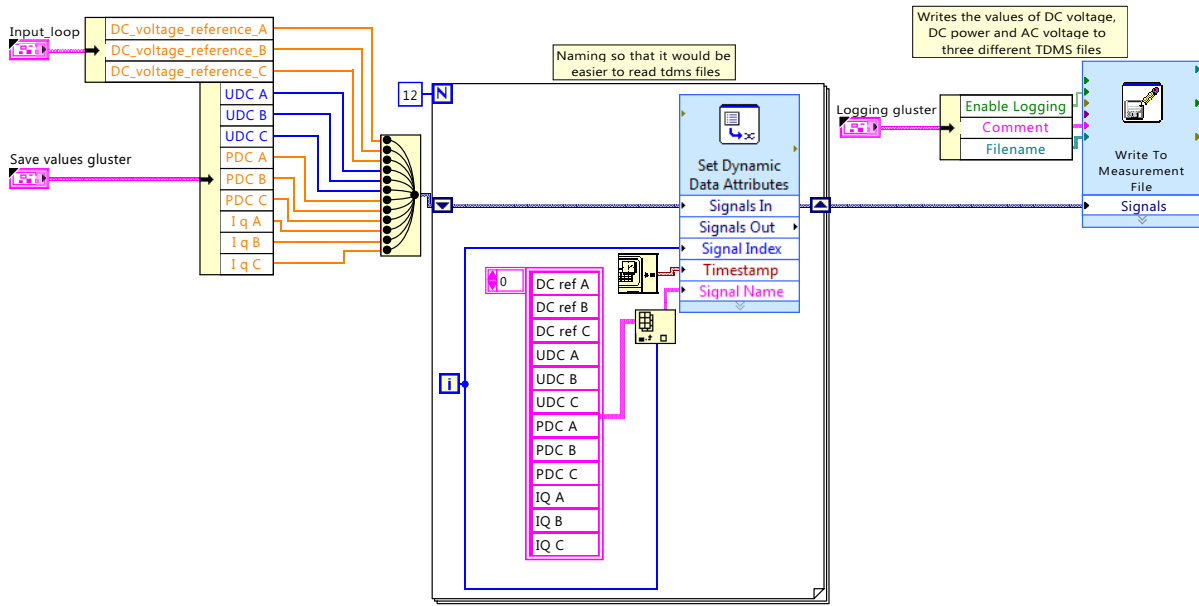 Input_loop
DC_voltage_reference_A
DC_voltage_reference_B
DC_voltage_reference_C
UDC A
UDC B
UDC C
Save values gluster
PDC A
PDC B
PDC C
I q A
I q B
I q C
Naming so that it would be
easier to read tdms files
12
N
Set Dynamic
Data Attributes
Signals In
Signals Out
Signal Index
Timestamp
Signal Name
0
DC ref A
DC ref B
DC ref C
UDC A
UDC B
UDC C
PDC A
PDC B
PDC C
IQ A
IQ B
IQ C
i
Writes the values of DC voltage,
DC power and AC voltage to
three different TDMS files
Logging gluster
Enable Logging
Comment
Filename
Write To
Measurement
File
Signals